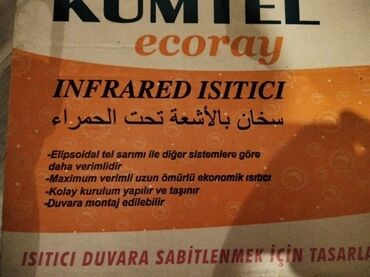 KUMTEL
ecoray
INFRARED ISITICI
سخان بالأشعة تحت الحمراء
-Elipsoidal tel sarımı ile diğer sistemlere göre
daha verimlidir
-Maximum verimli uzun ömürlü ekonomik ısıtıcı
-Kolay kurulum yapılır ve taşınır
-Duvara montaj edilebilir
ISITICI DUVARA SABİTLENMEK İÇİN TASARLA